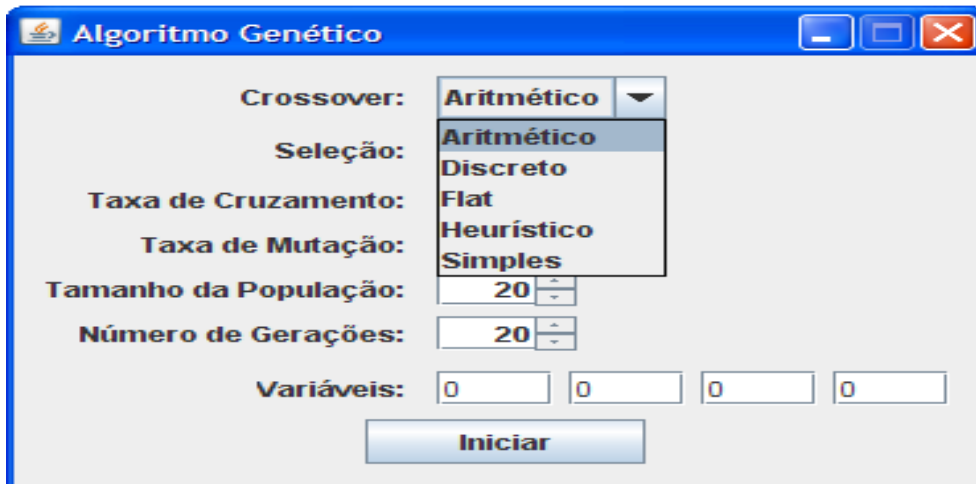 Algoritmo Genético
Crossover: Aritmético
Aritmético
Seleção:
Discreto
Taxa de Cruzamento: Flat
Taxa de Mutação: Heurístico
Simples
Tamanho da População: 20
Número de Gerações: 20
Variáveis: 0 0 0 0
Iniciar